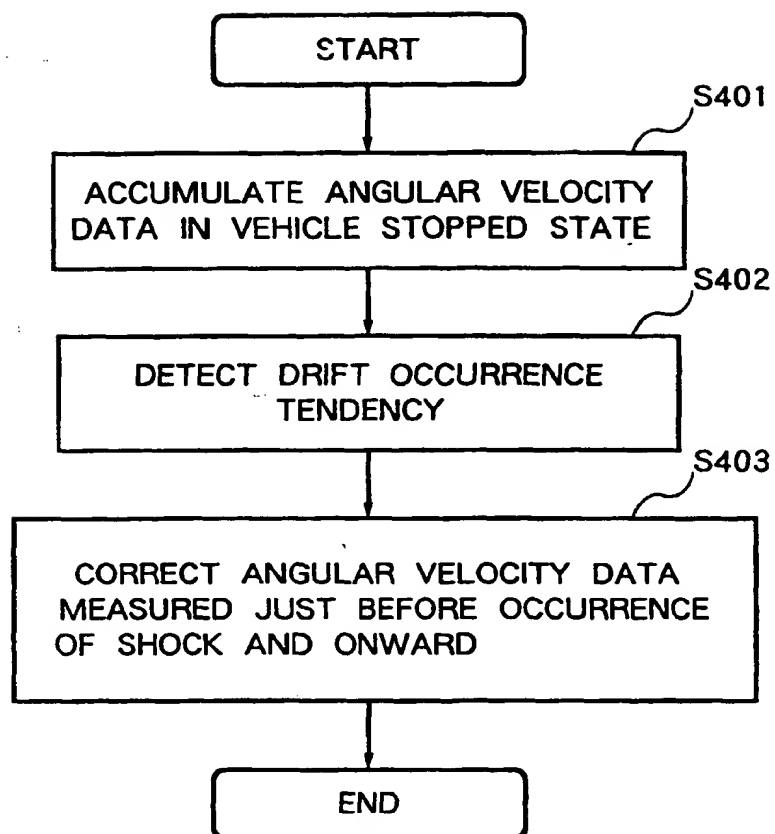 START
S401
ACCUMULATE ANGULAR VELOCITY
DATA IN VEHICLE STOPPED STATE
S402
DETECT DRIFT OCCURRENCE
TENDENCY
S403
CORRECT ANGULAR VELOCITY DATA
MEASURED JUST BEFORE OCCURRENCE
OF SHOCK AND ONWARD
END